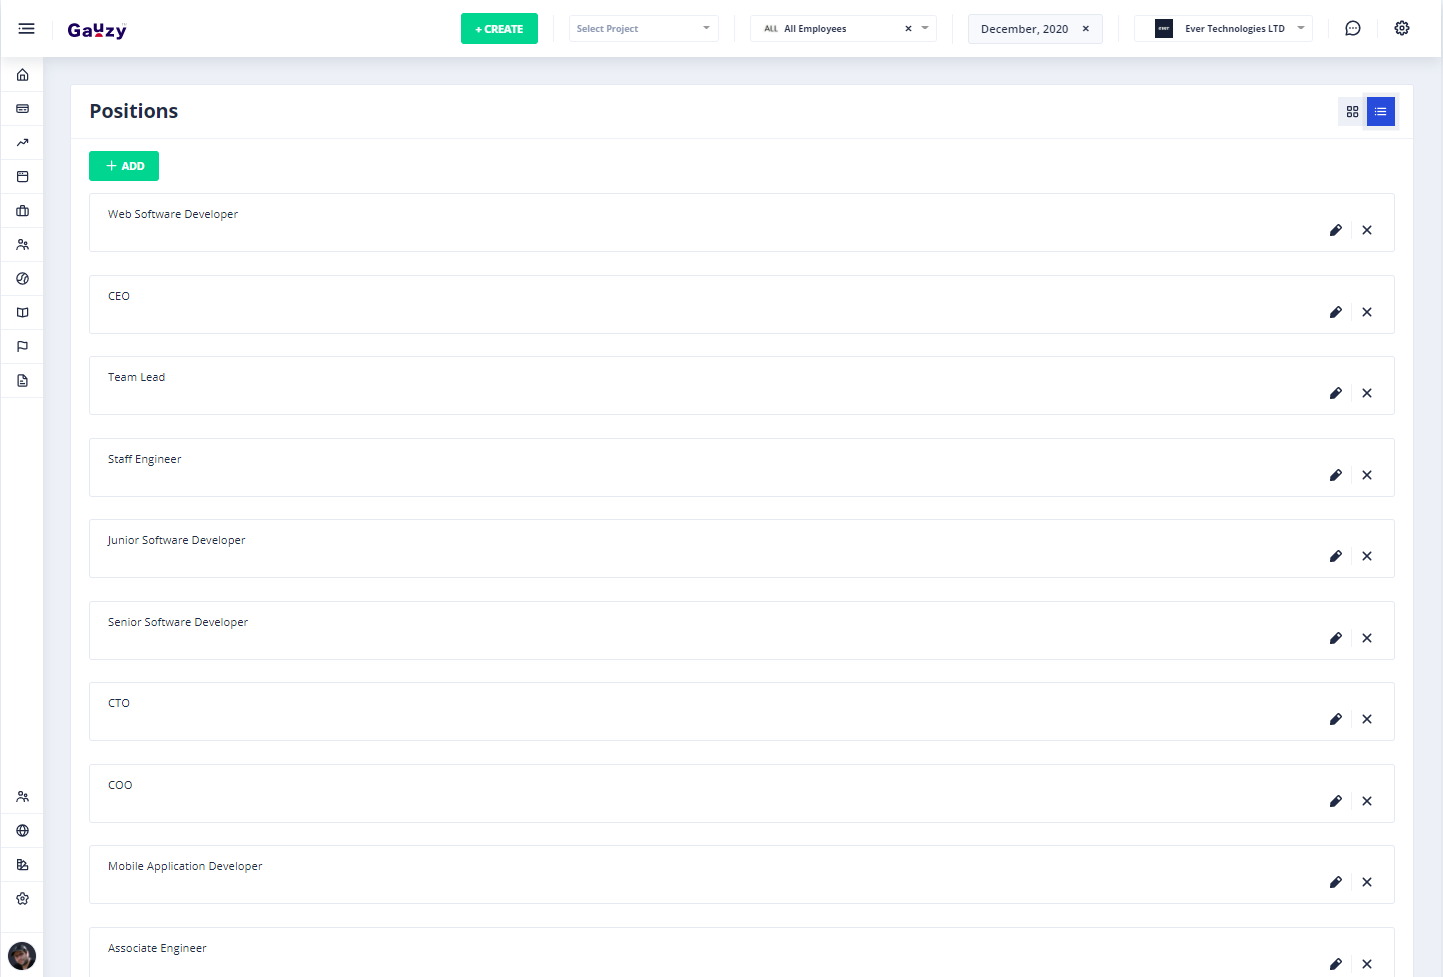 Gauzy
+ CREATE
Select Project
ALL All Employees
December, 2020
ever Ever Technologies LTD
Positions
+ ADD
Web Software Developer
CEO
Team Lead
Staff Engineer
Junior Software Developer
Senior Software Developer
CTO
COO
Mobile Application Developer
Associate Engineer